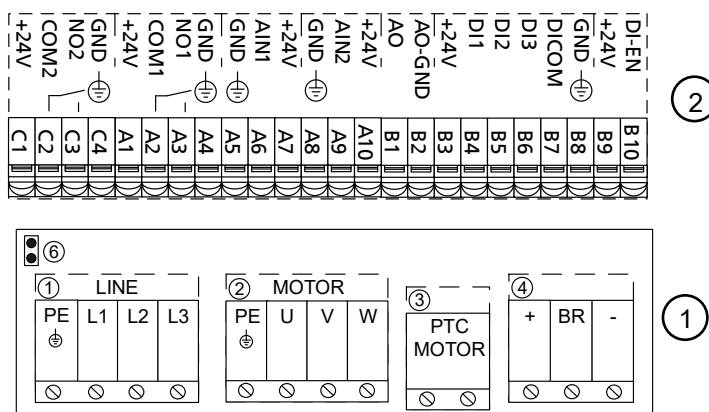 +24V COM2 NO2 GND +24V COM1 NO1 GND GND AIN1 +24V GND AIN2 +24V AO AO-GND +24V DI1 DI2 DI3 DICOM GND +24V DI-EN
C1 C2 C3 C4 A1 A2 A3 A4 A5 A6 A7 A8 A9 A10 B1 B2 B3 B4 B5 B6 B7 B8 B9 B10
2
6
1 LINE
PE L1 L2 L3
2 MOTOR
PE U V W
3
PTC
MOTOR
4
+ BR -
1